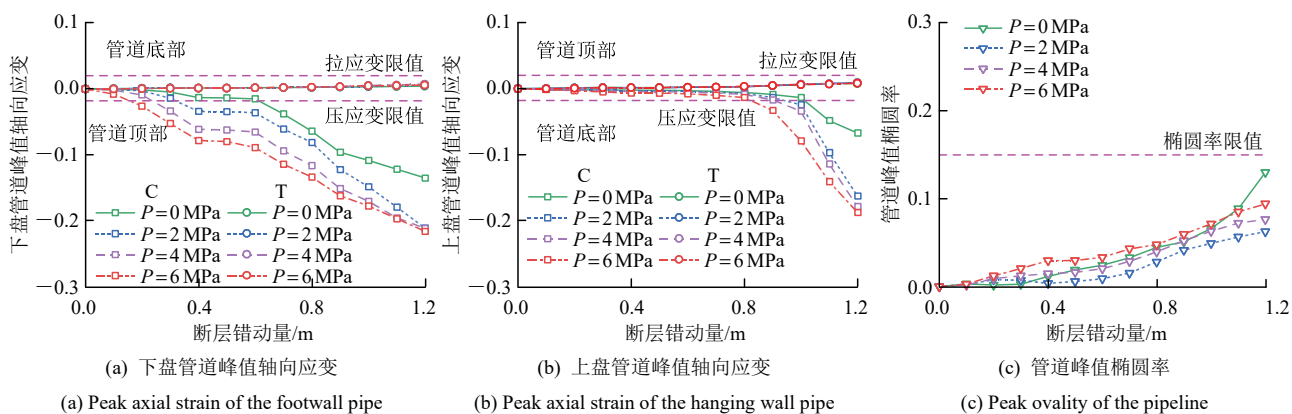 0.1
0.0
−0.1
−0.2
−0.3
下盘管道峰值轴向应变
管道底部
拉应变限值
压应变限值
管道顶部
C T
P=0 MPa P=0 MPa
P=2 MPa P=2 MPa
P=4 MPa P=4 MPa
P=6 MPa P=6 MPa
0.0 0.4 0.8 1.2
断层错动量/m
(a) 下盘管道峰值轴向应变
(a) Peak axial strain of the footwall pipe
0.1
0.0
−0.1
−0.2
−0.3
上盘管道峰值轴向应变
管道顶部
拉应变限值
压应变限值
管道底部
C T
P=0 MPa P=0 MPa
P=2 MPa P=2 MPa
P=4 MPa P=4 MPa
P=6 MPa P=6 MPa
0.0 0.4 0.8 1.2
断层错动量/m
(b) 上盘管道峰值轴向应变
(b) Peak axial strain of the hanging wall pipe
0.3
0.2
0.1
0.0
管道峰值椭圆率
P=0 MPa
P=2 MPa
P=4 MPa
P=6 MPa
椭圆率限值
0.0 0.4 0.8 1.2
断层错动量/m
(c) 管道峰值椭圆率
(c) Peak ovality of the pipeline